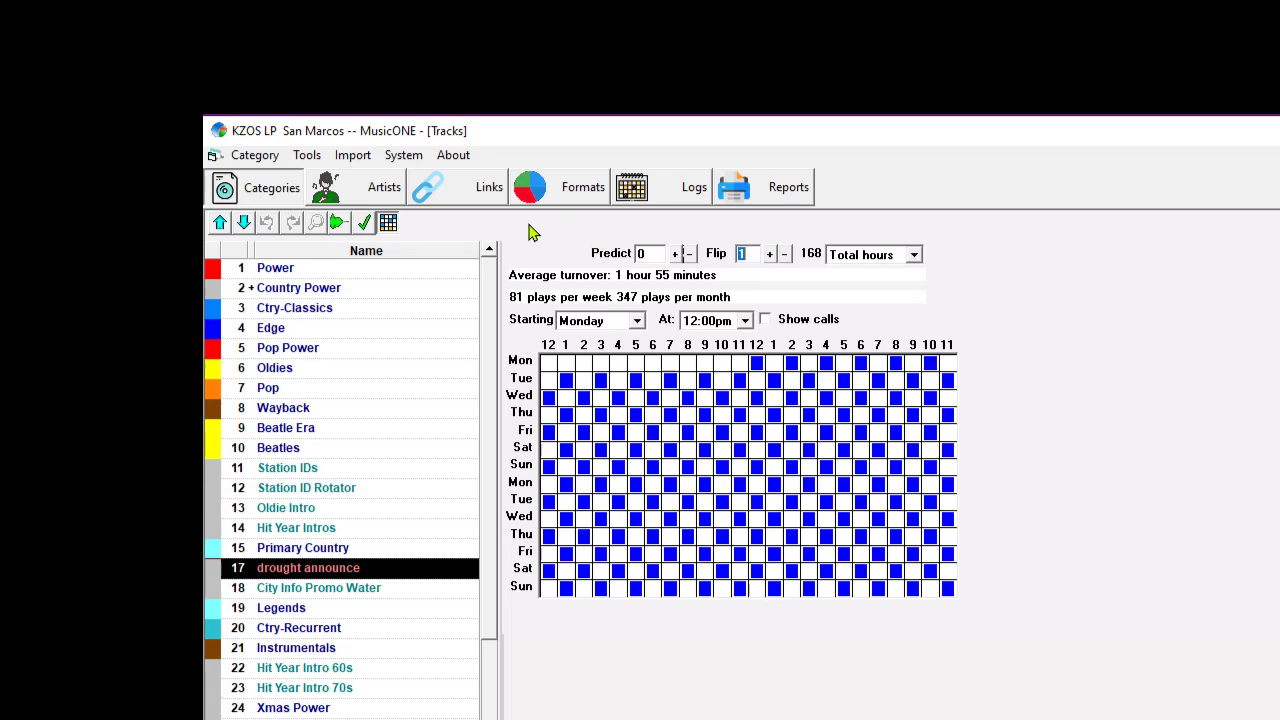 KZOS LP  San Marcos -- MusicONE - [Tracks]
Category Tools Import System About
Categories Artists Links Formats Logs Reports
Name
1 Power
2 + Country Power
3 Ctry-Classics
4 Edge
5 Pop Power
6 Oldies
7 Pop
8 Wayback
9 Beatle Era
10 Beatles
11 Station IDs
12 Station ID Rotator
13 Oldie Intro
14 Hit Year Intros
15 Primary Country
17 drought announce
18 City Info Promo Water
19 Legends
20 Ctry-Recurrent
21 Instrumentals
22 Hit Year Intro 60s
23 Hit Year Intro 70s
24 Xmas Power
Predict 0 + - Flip 1 + - 168 Total hours
Average turnover: 1 hour 55 minutes
81 plays per week 347 plays per month
Starting Monday At: 12:00pm Show calls
12 1 2 3 4 5 6 7 8 9 10 11 12 1 2 3 4 5 6 7 8 9 10 11
Mon
Tue
Wed
Thu
Fri
Sat
Sun
Mon
Tue
Wed
Thu
Fri
Sat
Sun